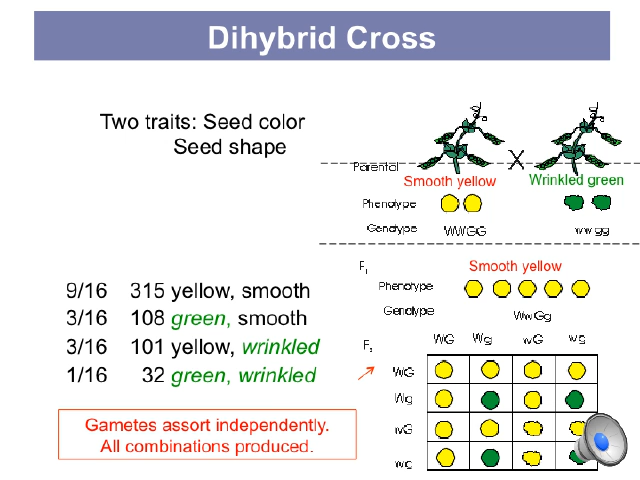 Dihybrid Cross
Two traits: Seed color
Seed shape
Parental
X
Smooth yellow
Wrinkled green
Phenotype
Genotype
WWGG
wwgg
F1
Smooth yellow
Phenotype
Genotype
WwGg
9/16 315 yellow, smooth
3/16 108 green, smooth
3/16 101 yellow, wrinkled
1/16 32 green, wrinkled
F2
WG Wg wG wg
WG
Wg
wG
wg
Gametes assort independently.
All combinations produced.